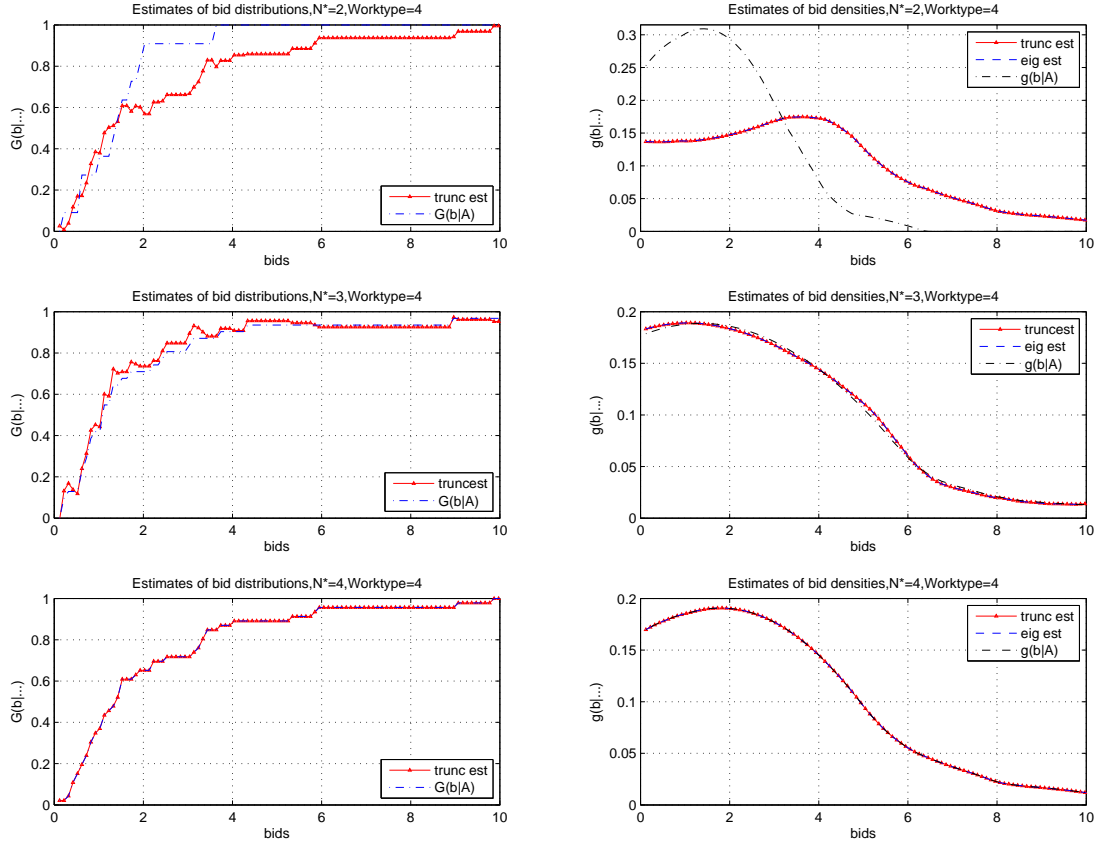 Estimates of bid distributions,N*=2,Worktype=4
1
0.8
0.6
0.4
0.2
0
G(b|...)
0
2
4
6
8
10
bids
trunc est
G(b|A)
Estimates of bid densities,N*=2,Worktype=4
0.3
0.25
0.2
0.15
0.1
0.05
0
g(b|...)
0
2
4
6
8
10
bids
trunc est
eig est
g(b|A)
Estimates of bid distributions,N*=3,Worktype=4
1
0.8
0.6
0.4
0.2
0
G(b|...)
0
2
4
6
8
10
bids
truncest
G(b|A)
Estimates of bid densities,N*=3,Worktype=4
0.2
0.15
0.1
0.05
0
g(b|...)
0
2
4
6
8
10
bids
truncest
eig est
g(b|A)
Estimates of bid distributions,N*=4,Worktype=4
1
0.8
0.6
0.4
0.2
0
G(b|...)
0
2
4
6
8
10
bids
trunc est
G(b|A)
Estimates of bid densities,N*=4,Worktype=4
0.2
0.15
0.1
0.05
0
g(b|...)
0
2
4
6
8
10
bids
trunc est
eig est
g(b|A)